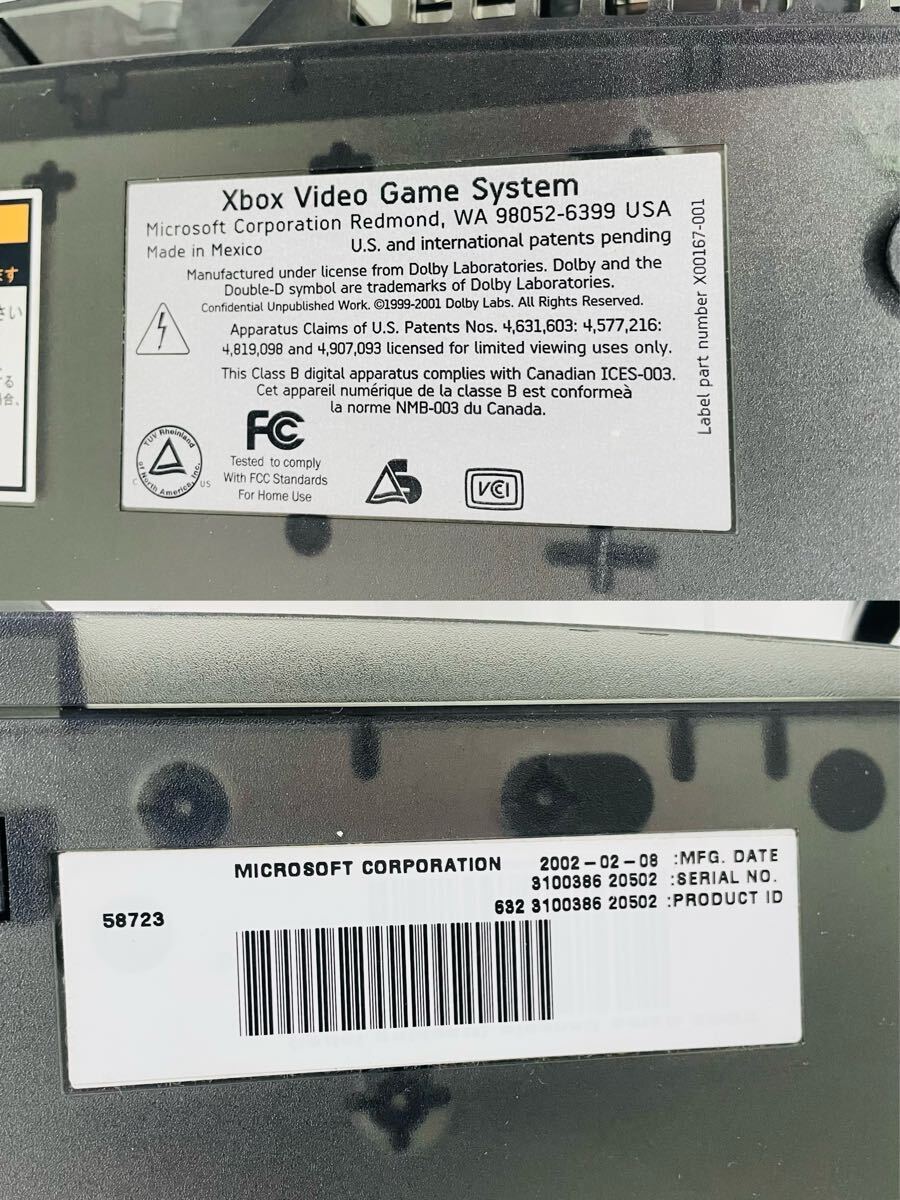 ます
さい
する
場合、
Xbox Video Game System
Microsoft Corporation Redmond, WA 98052-6399 USA
Made in Mexico
U.S. and international patents pending
Manufactured under license from Dolby Laboratories. Dolby and the
Double-D symbol are trademarks of Dolby Laboratories.
Confidential Unpublished Work. ©1999-2001 Dolby Labs. All Rights Reserved.
Apparatus Claims of U.S. Patents Nos. 4,631,603: 4,577,216:
4,819,098 and 4,907,093 licensed for limited viewing uses only.
This Class B digital apparatus complies with Canadian ICES-003.
Cet appareil numérique de la classe B est conformeà
la norme NMB-003 du Canada.
TUV Rheinland
of North America, Inc.
C US
FC
Tested to comply
With FCC Standards
For Home Use
S
VCI
Label part number X00167-001
MICROSOFT CORPORATION
2002-02-08 :MFG. DATE
3100386 20502 :SERIAL NO.
632 3100386 20502 :PRODUCT ID
58723